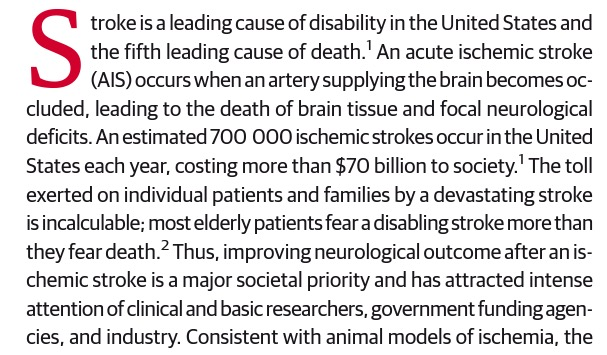 Stroke is a leading cause of disability in the United States and
the fifth leading cause of death.1 An acute ischemic stroke
(AIS) occurs when an artery supplying the brain becomes oc-
cluded, leading to the death of brain tissue and focal neurological
deficits. An estimated 700 000 ischemic strokes occur in the United
States each year, costing more than $70 billion to society.1 The toll
exerted on individual patients and families by a devastating stroke
is incalculable; most elderly patients fear a disabling stroke more than
they fear death.2 Thus, improving neurological outcome after an is-
chemic stroke is a major societal priority and has attracted intense
attention of clinical and basic researchers, government funding agen-
cies, and industry. Consistent with animal models of ischemia, the